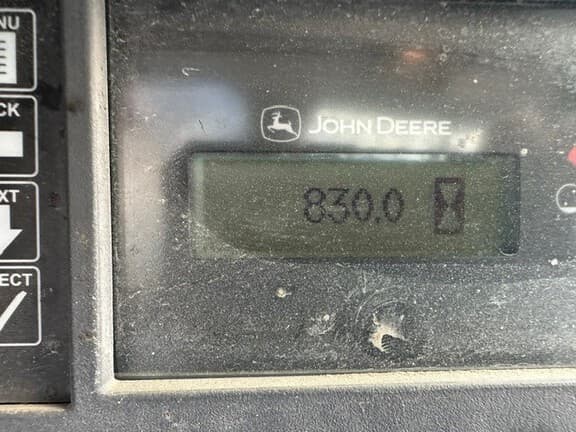 NU
CK
XT
ECT
JOHN DEERE
830.0